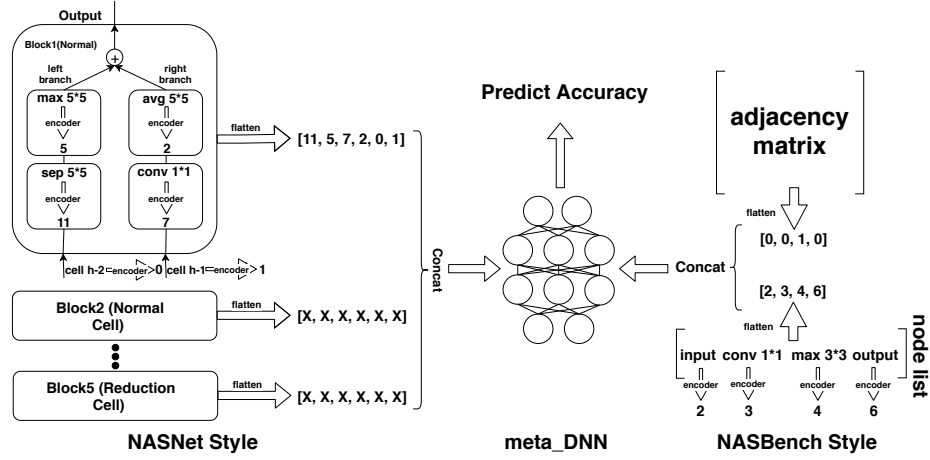 Output
Block1(Normal)
+
left
branch
right
branch
max 5*5
encoder
5
avg 5*5
encoder
2
sep 5*5
encoder
11
conv 1*1
encoder
7
cell h-2 encoder 0
cell h-1 encoder 1
flatten
[11, 5, 7, 2, 0, 1]
Block2 (Normal
Cell)
flatten
[X, X, X, X, X, X]
Block5 (Reduction
Cell)
flatten
[X, X, X, X, X, X]
NASNet Style
Concat
Predict Accuracy
meta_DNN
adjacency
matrix
flatten
[0, 0, 1, 0]
Concat
[2, 3, 4, 6]
flatten
input conv 1*1 max 3*3 output
encoder encoder encoder encoder
2 3 4 6
node list
NASBench Style